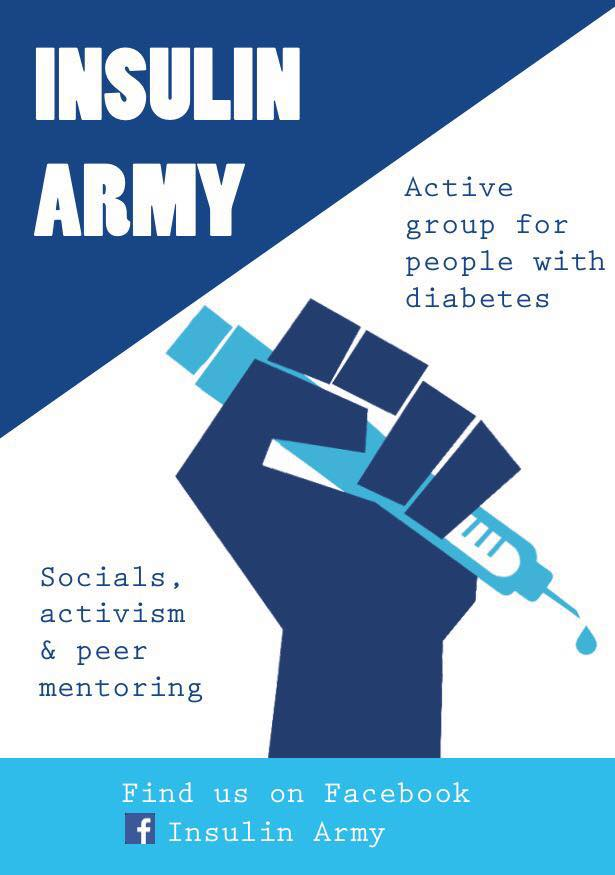 INSULIN
ARMY
Active
group for
people with
diabetes
Socials,
activism
& peer
mentoring
Find us on Facebook
f Insulin Army